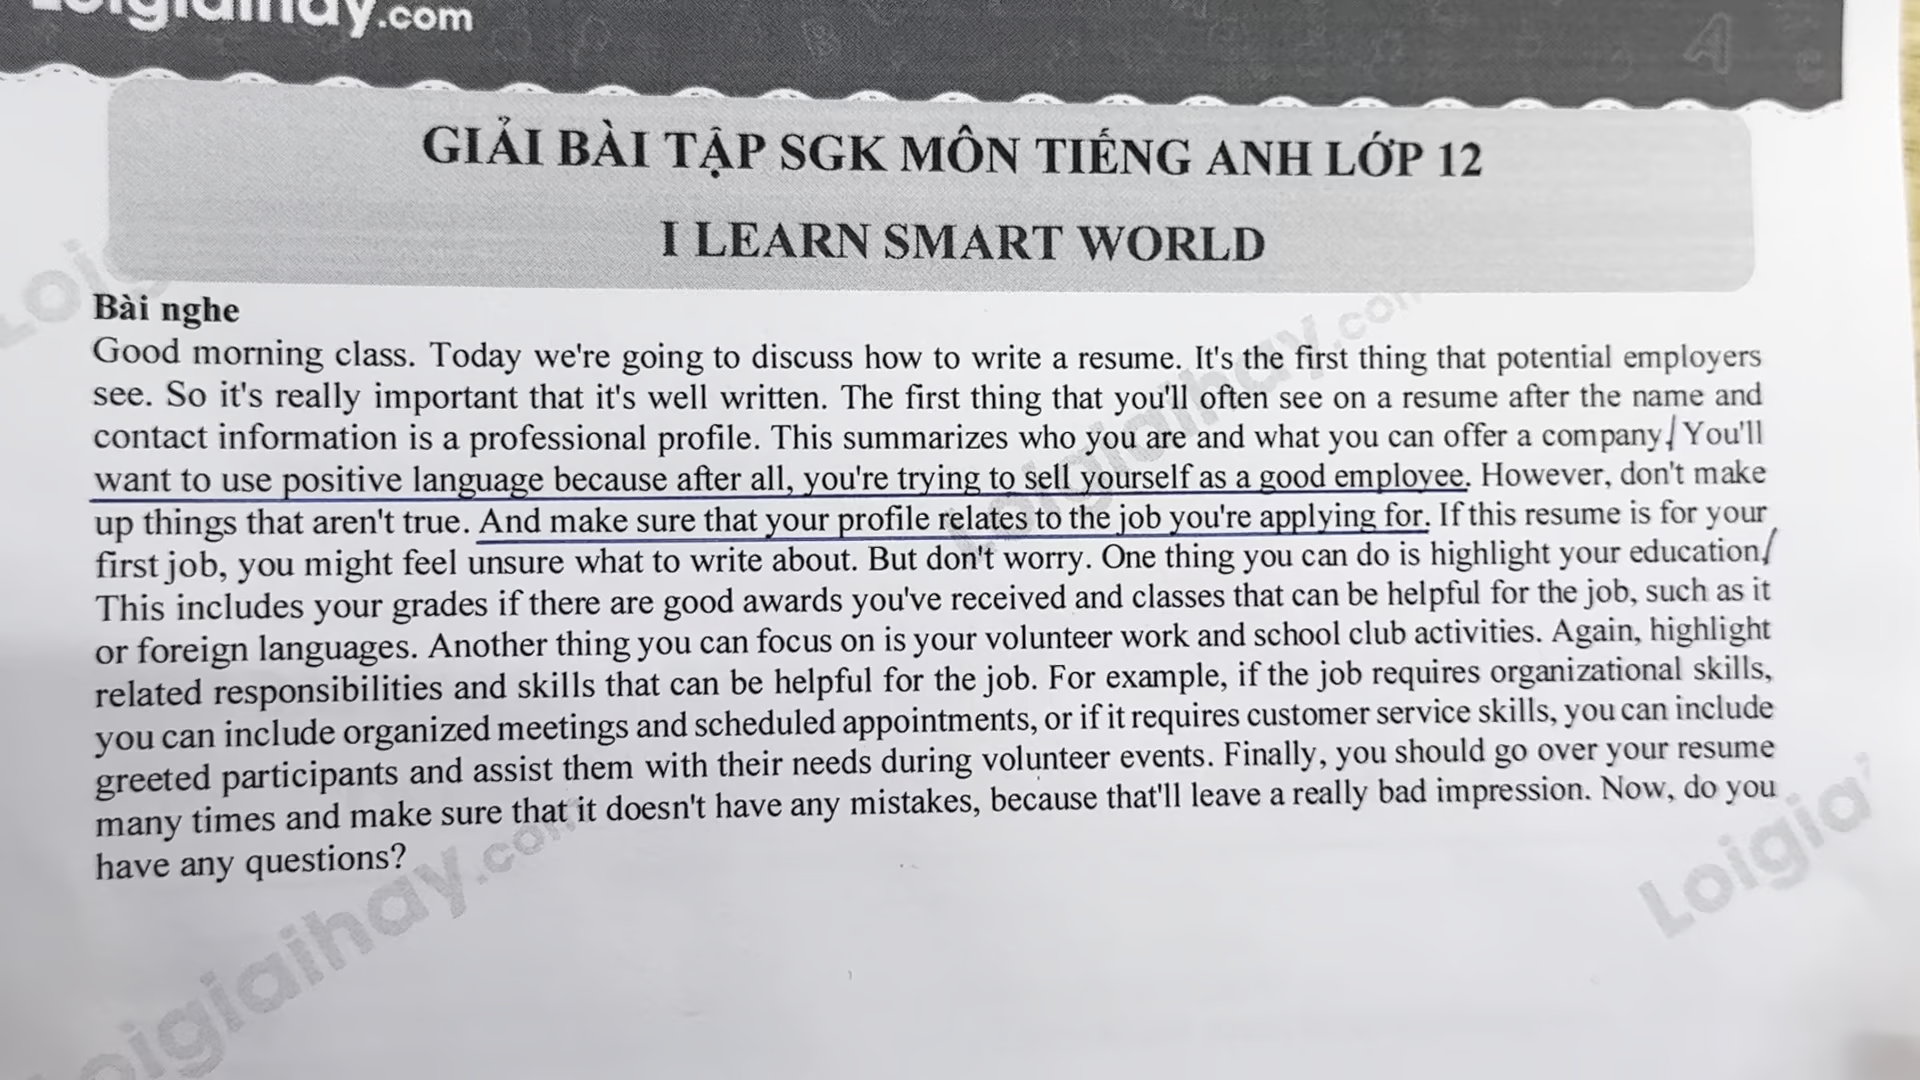 Loigiaihay.com
GIẢI BÀI TẬP SGK MÔN TIẾNG ANH LỚP 12
I LEARN SMART WORLD
Bài nghe
Good morning class. Today we're going to discuss how to write a resume. It's the first thing that potential employers
see. So it's really important that it's well written. The first thing that you'll often see on a resume after the name and
contact information is a professional profile. This summarizes who you are and what you can offer a company. You'll
want to use positive language because after all, you're trying to sell yourself as a good employee. However, don't make
up things that aren't true. And make sure that your profile relates to the job you're applying for. If this resume is for your
first job, you might feel unsure what to write about. But don't worry. One thing you can do is highlight your education.
This includes your grades if there are good awards you've received and classes that can be helpful for the job, such as it
or foreign languages. Another thing you can focus on is your volunteer work and school club activities. Again, highlight
related responsibilities and skills that can be helpful for the job. For example, if the job requires organizational skills,
you can include organized meetings and scheduled appointments, or if it requires customer service skills, you can include
greeted participants and assist them with their needs during volunteer events. Finally, you should go over your resume
many times and make sure that it doesn't have any mistakes, because that'll leave a really bad impression. Now, do you
have any questions?